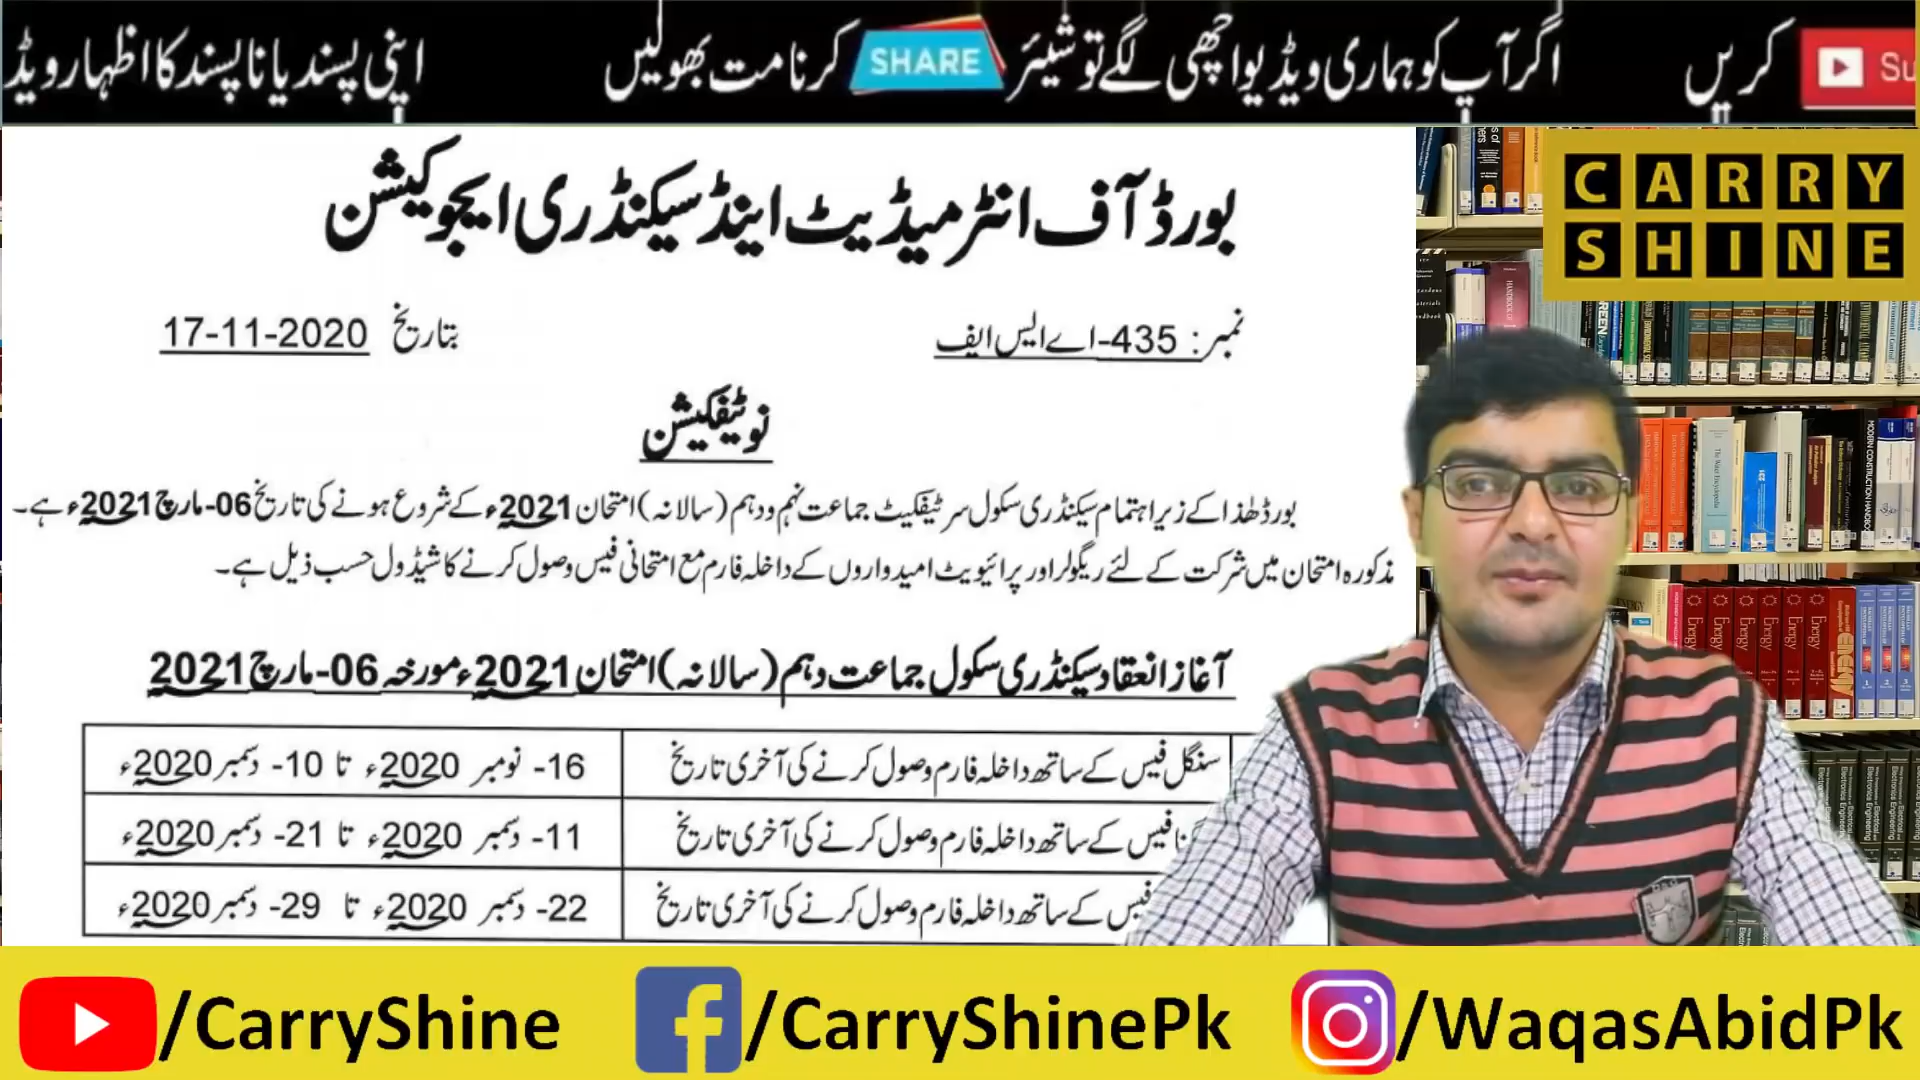 کریں Su
اگر آپ کو ہماری ویڈیو اچھی لگے تو شیئر SHARE کرنا مت بھولیں
اپنی پسند یا ناپسند کا اظہار ویڈ
CARRY
SHINE
بورڈ آف انٹرمیڈیٹ اینڈ سیکنڈری ایجوکیشن
نمبر: 435-اے ایس ایف بتاریخ 17-11-2020
نوٹیفکیشن
بورڈ ھٰذا کے زیر اہتمام سیکنڈری سکول سرٹیفکیٹ جماعت نہم و دہم (سالانہ) امتحان 2021ء کے شروع ہونے کی تاریخ 06-مارچ 2021ء ہے۔
مذکورہ امتحان میں شرکت کے لئے ریگولر اور پرائیویٹ امیدواروں کے داخلہ فارم مع امتحانی فیس وصول کرنے کا شیڈول حسب ذیل ہے۔
آغاز انعقاد سیکنڈری سکول جماعت دہم (سالانہ) امتحان 2021ء مورخہ 06-مارچ 2021
سنگل فیس کے ساتھ داخلہ فارم وصول کرنے کی آخری تاریخ 16- نومبر 2020ء تا 10- دسمبر 2020ء
فیس کے ساتھ داخلہ فارم وصول کرنے کی آخری تاریخ 11- دسمبر 2020ء تا 21- دسمبر 2020ء
فیس کے ساتھ داخلہ فارم وصول کرنے کی آخری تاریخ 22- دسمبر 2020ء تا 29- دسمبر 2020ء
/CarryShine /CarryShinePk /WaqasAbidPk